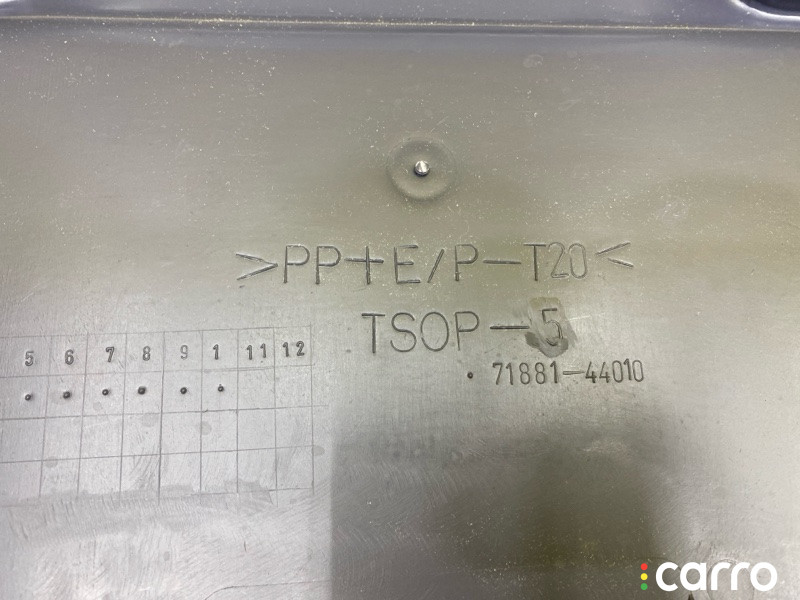 >PP+E/P-T20<
TSOP-5
5 6 7 8 9 1 11 12
71881-44010
carro